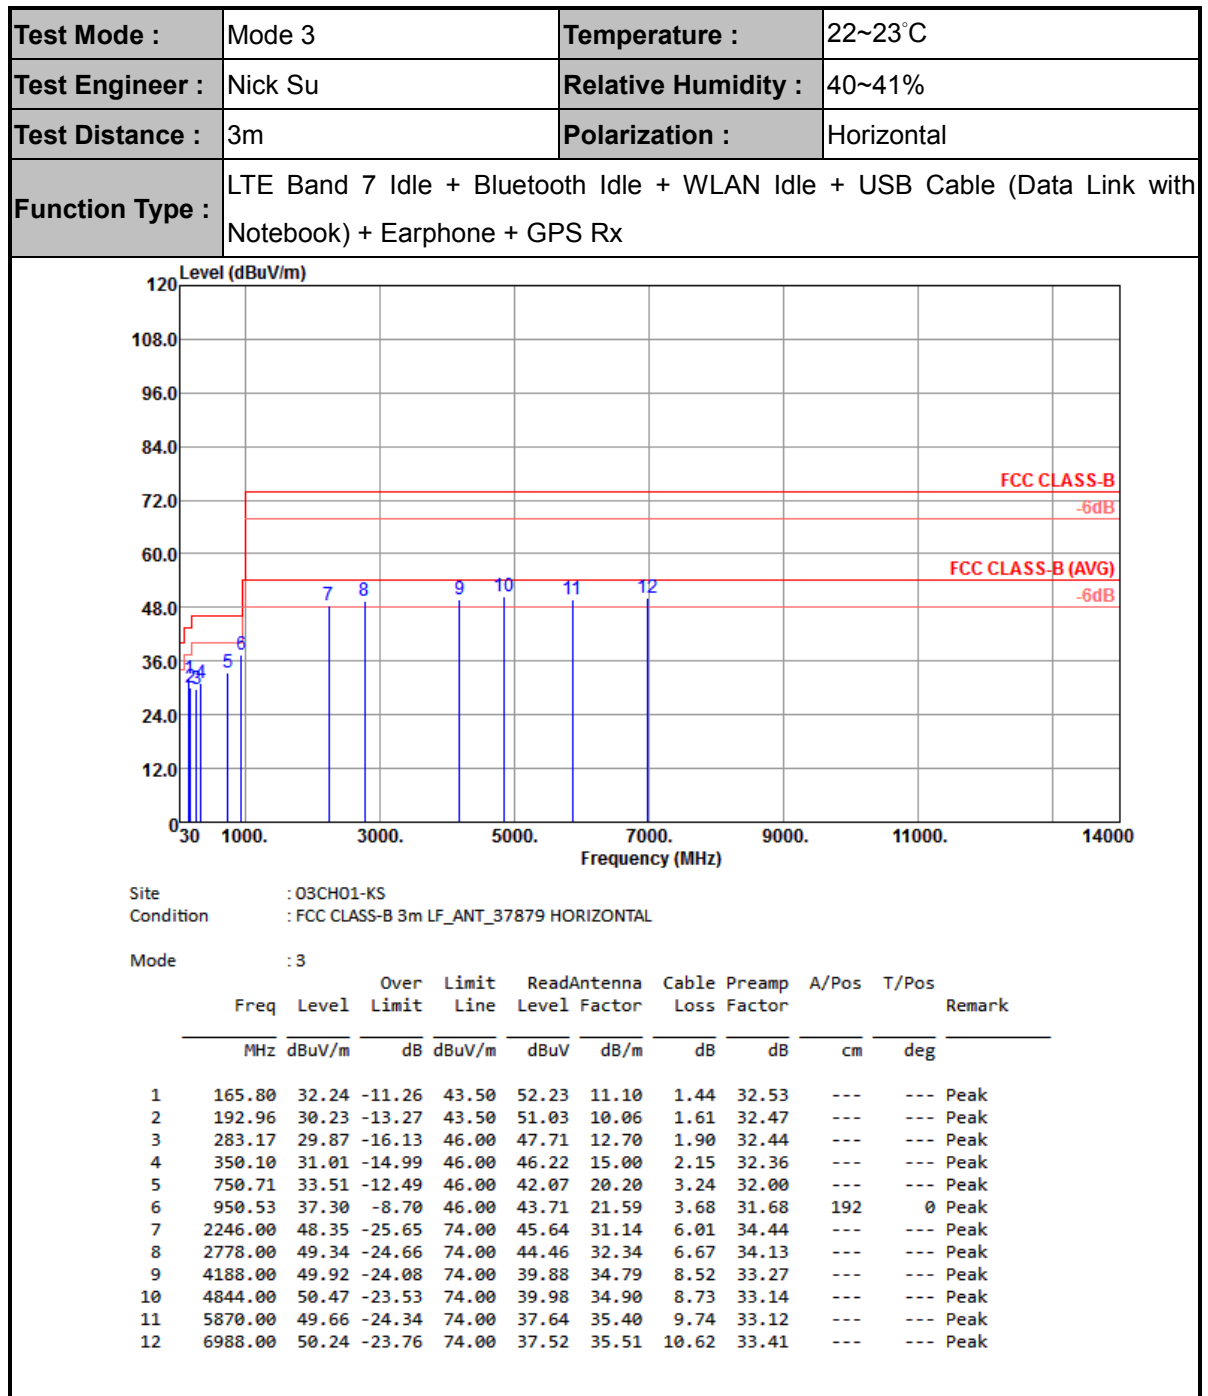 Test Mode : Mode 3 Temperature : 22~23°C
Test Engineer : Nick Su Relative Humidity : 40~41%
Test Distance : 3m Polarization : Horizontal
Function Type : LTE Band 7 Idle + Bluetooth Idle + WLAN Idle + USB Cable (Data Link with
Notebook) + Earphone + GPS Rx
Level (dBuV/m)
120
108.0
96.0
84.0
FCC CLASS-B
72.0
-6dB
60.0
FCC CLASS-B (AVG)
7 8 9 10 11 12
-6dB
48.0
6
36.0
1 2 3 4 5
24.0
12.0
0
30 1000. 3000. 5000. 7000. 9000. 11000. 14000
Frequency (MHz)
Site : 03CH01-KS
Condition : FCC CLASS-B 3m LF_ANT_37879 HORIZONTAL
Mode : 3
Over Limit ReadAntenna Cable Preamp A/Pos T/Pos
Freq Level Limit Line Level Factor Loss Factor Remark
MHz dBuV/m dB dBuV/m dBuV dB/m dB dB cm deg
1 165.80 32.24 -11.26 43.50 52.23 11.10 1.44 32.53 --- --- Peak
2 192.96 30.23 -13.27 43.50 51.03 10.06 1.61 32.47 --- --- Peak
3 283.17 29.87 -16.13 46.00 47.71 12.70 1.90 32.44 --- --- Peak
4 350.10 31.01 -14.99 46.00 46.22 15.00 2.15 32.36 --- --- Peak
5 750.71 33.51 -12.49 46.00 42.07 20.20 3.24 32.00 --- --- Peak
6 950.53 37.30 -8.70 46.00 43.71 21.59 3.68 31.68 192 0 Peak
7 2246.00 48.35 -25.65 74.00 45.64 31.14 6.01 34.44 --- --- Peak
8 2778.00 49.34 -24.66 74.00 44.46 32.34 6.67 34.13 --- --- Peak
9 4188.00 49.92 -24.08 74.00 39.88 34.79 8.52 33.27 --- --- Peak
10 4844.00 50.47 -23.53 74.00 39.98 34.90 8.73 33.14 --- --- Peak
11 5870.00 49.66 -24.34 74.00 37.64 35.40 9.74 33.12 --- --- Peak
12 6988.00 50.24 -23.76 74.00 37.52 35.51 10.62 33.41 --- --- Peak